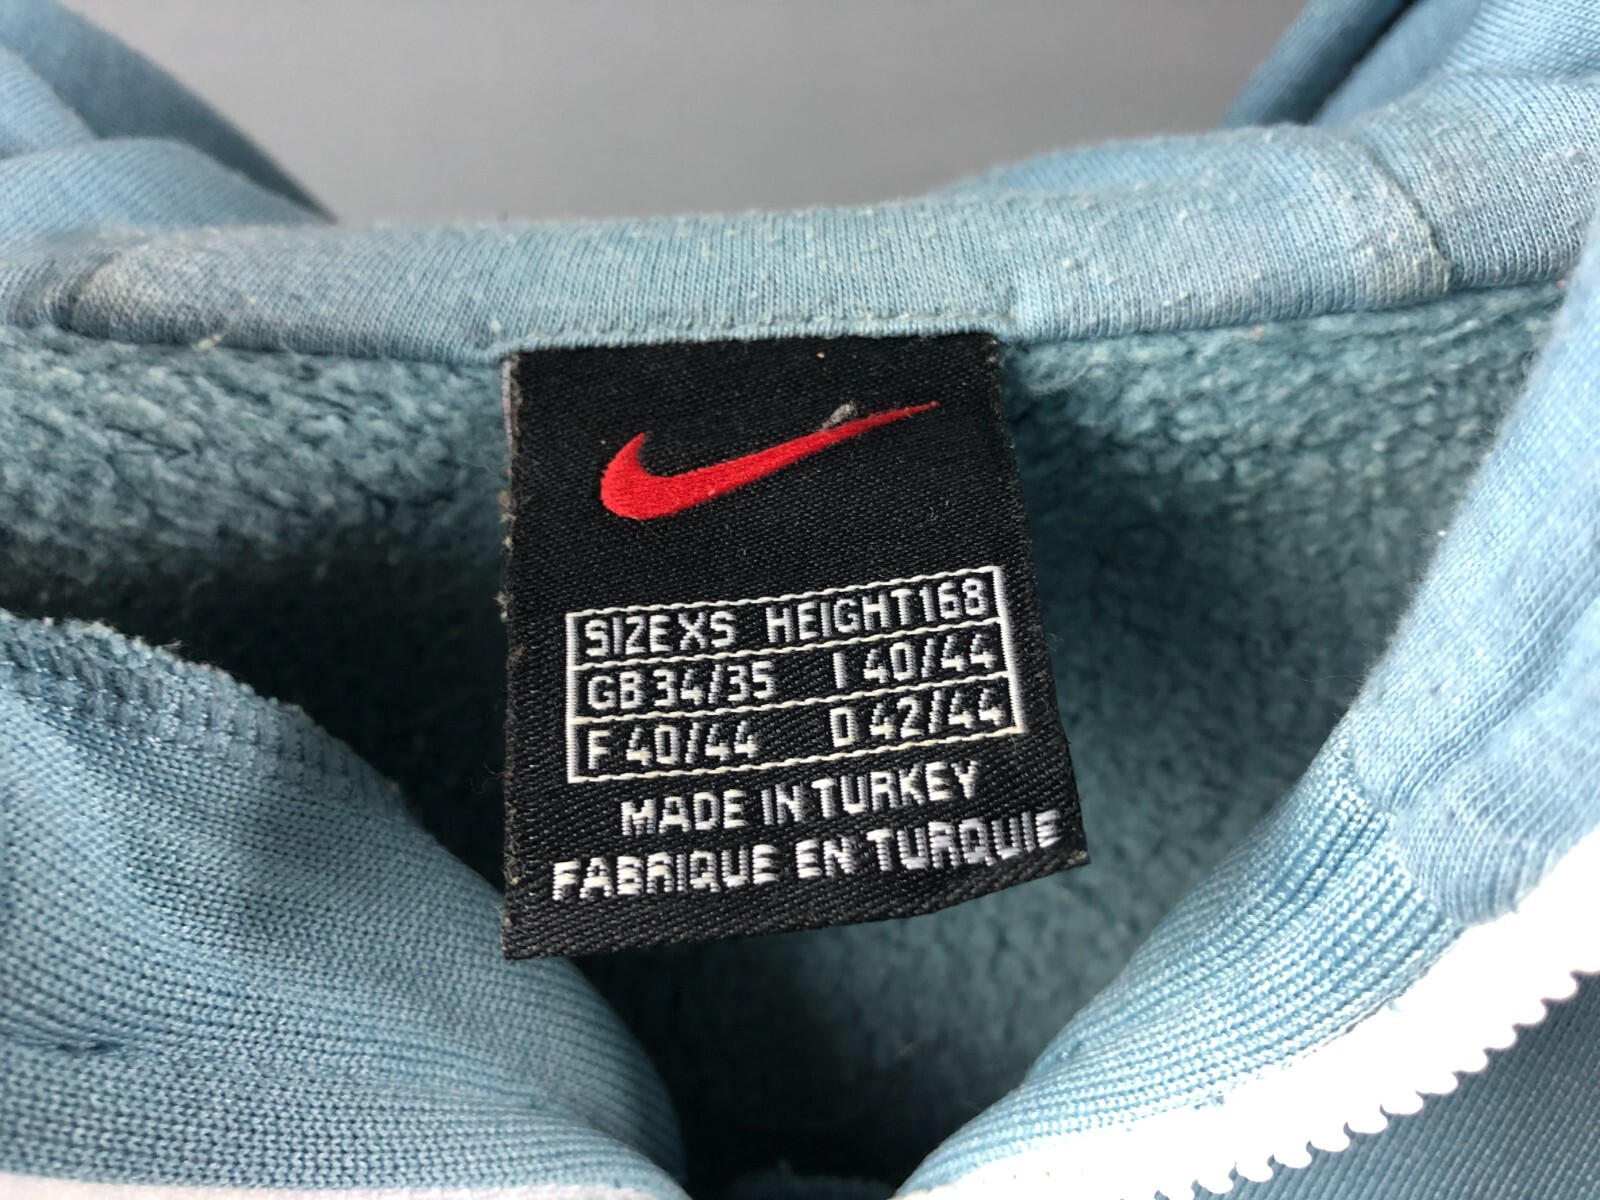 SIZE XS HEIGHT 168
GB 34/35 I 40/44
F 40/44 D 42/44
MADE IN TURKEY
FABRIQUE EN TURQUIE